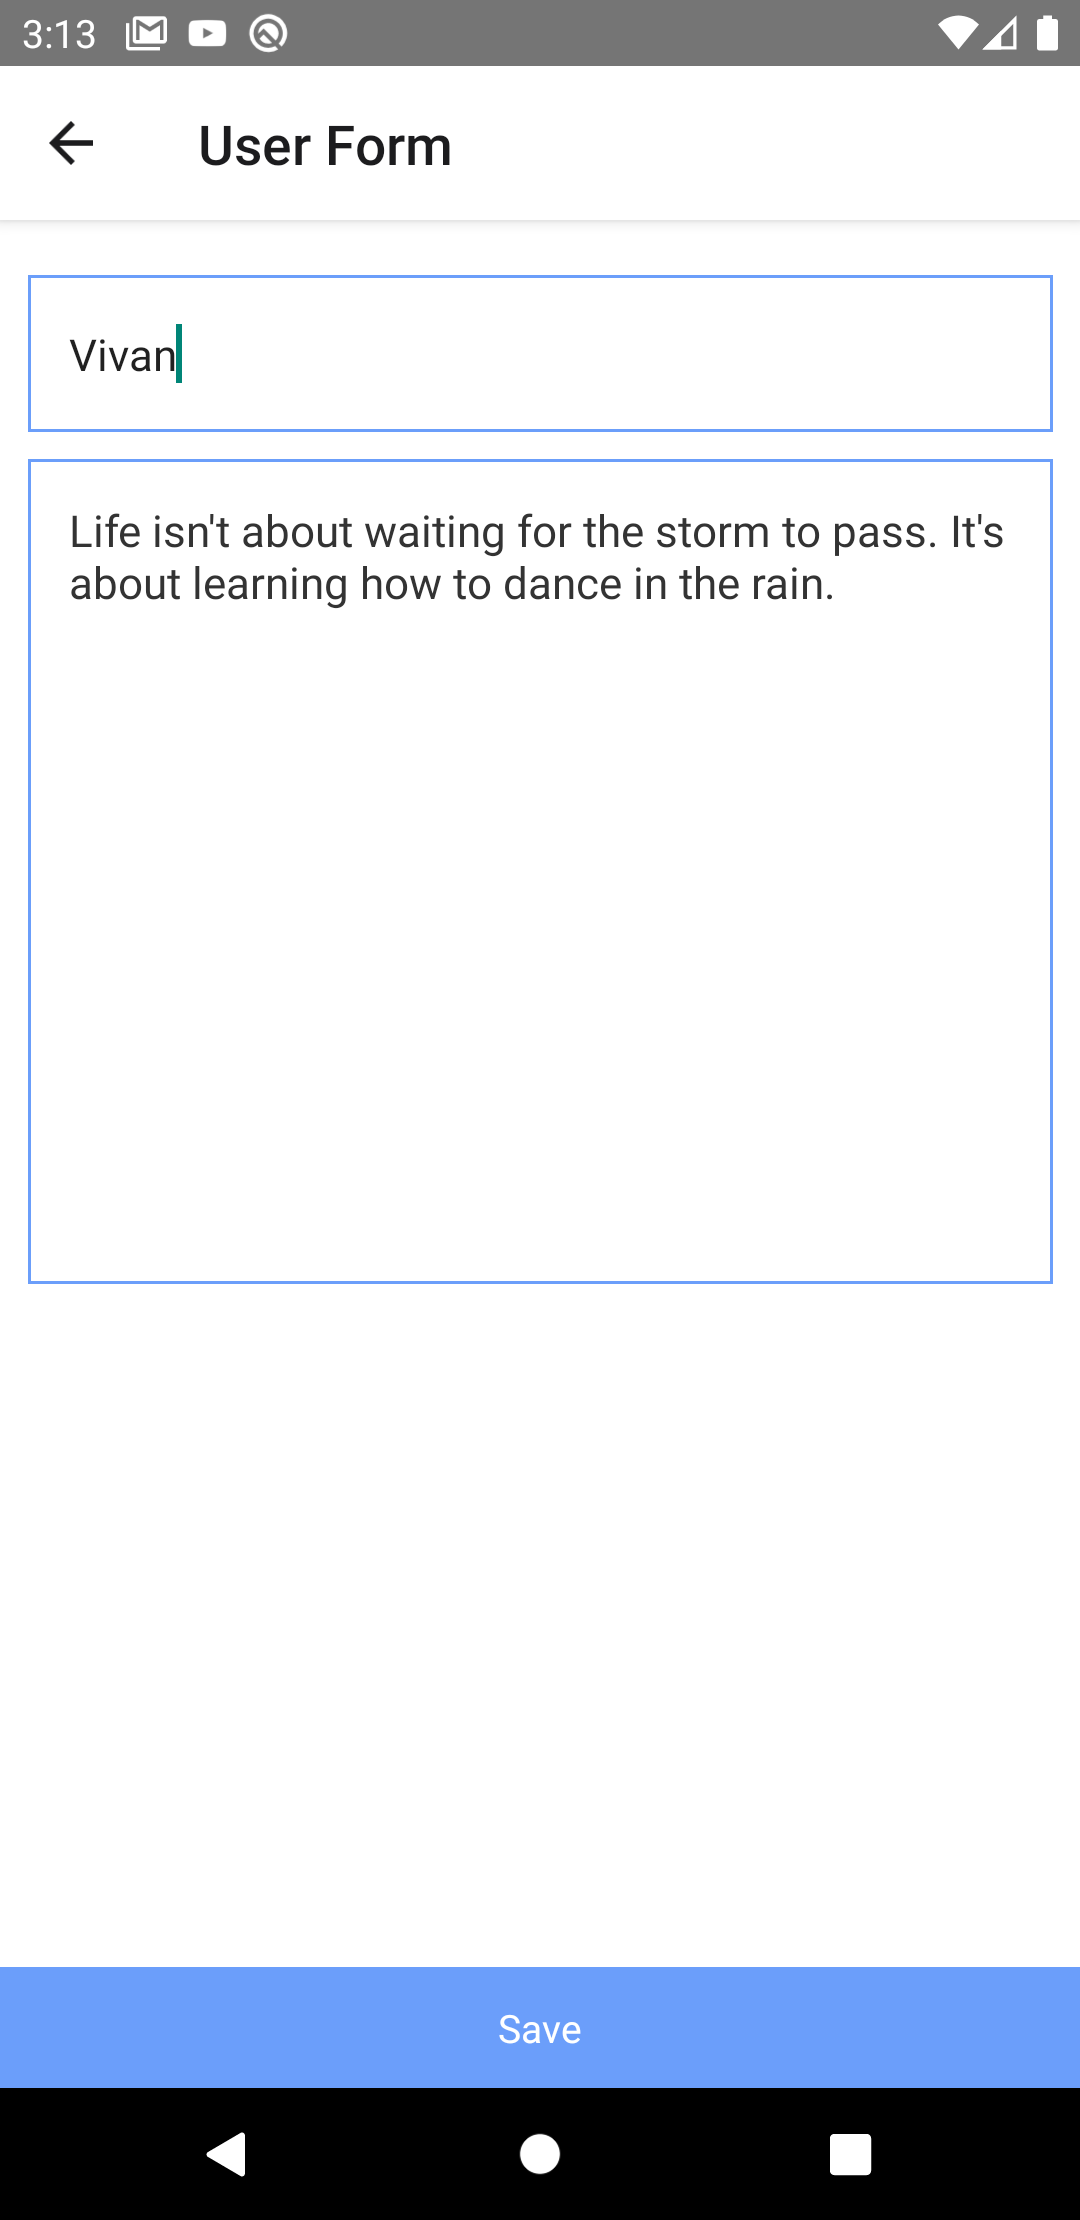 3:13
User Form
Vivan
Life isn't about waiting for the storm to pass. It's
about learning how to dance in the rain.
Save